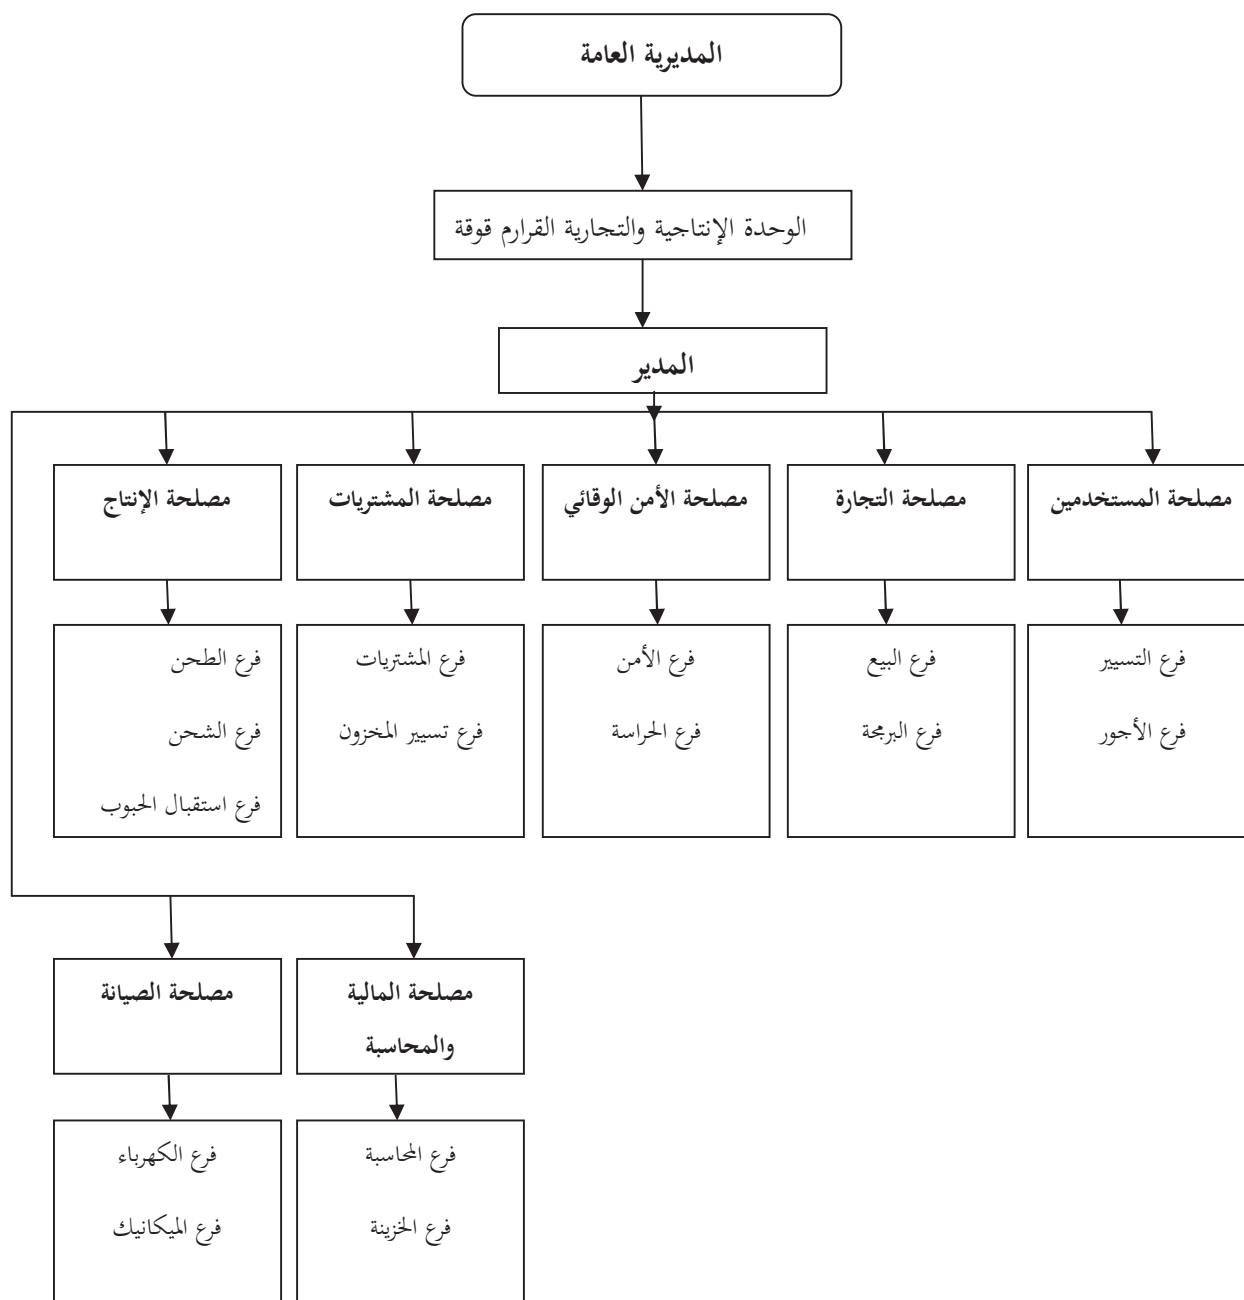 المديرية العامة
الوحدة الإنتاجية والتجارية القرارم قوقة
المدير
مصلحة المستخدمين
مصلحة التجارة
مصلحة الأمن الوقائي
مصلحة المشتريات
مصلحة الإنتاج
فرع التسيير
فرع الأجور
فرع البيع
فرع البرمجة
فرع الأمن
فرع الحراسة
فرع المشتريات
فرع تسيير المخزون
فرع الطحن
فرع الشحن
فرع استقبال الحبوب
مصلحة المالية
والمحاسبة
مصلحة الصيانة
فرع المحاسبة
فرع الخزينة
فرع الكهرباء
فرع الميكانيك